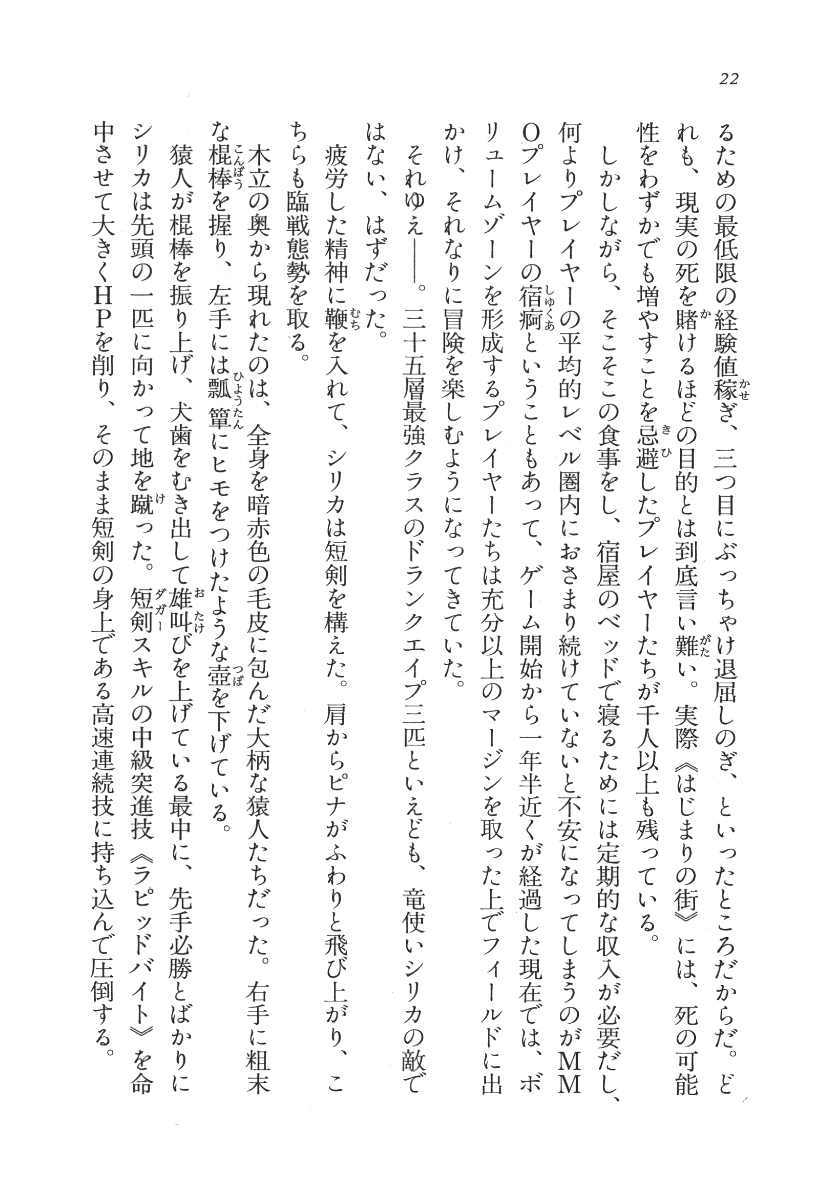 22
るための最低限の経験値稼ぎ、三つ目にぶっちゃけ退屈しのぎ、といったところだからだ。ど
れも、現実の死を賭けるほどの目的とは到底言い難い。実際《はじまりの街》には、死の可能
性をわずかでも増やすことを忌避したプレイヤーたちが千人以上も残っている。
しかしながら、そこそこの食事をし、宿屋のベッドで寝るためには定期的な収入が必要だし、
何よりプレイヤーの平均的レベル圏内におさまり続けていないと不安になってしまうのがMM
Oプレイヤーの宿痾ということもあって、ゲーム開始から一年半近くが経過した現在では、ボ
リュームゾーンを形成するプレイヤーたちは充分以上のマージンを取った上でフィールドに出
かけ、それなりに冒険を楽しむようになってきていた。
それゆえ――。三十五層最強クラスのドランクエイプ三匹といえども、竜使いシリカの敵で
はない、はずだった。
疲労した精神に鞭を入れて、シリカは短剣を構えた。肩からピナがふわりと飛び上がり、こ
ちらも臨戦態勢を取る。
木立の奥から現れたのは、全身を暗赤色の毛皮に包んだ大柄な猿人たちだった。右手に粗末
な棍棒を握り、左手には瓢箪にヒモをつけたような壺を下げている。
猿人が棍棒を振り上げ、犬歯をむき出して雄叫びを上げている最中に、先手必勝とばかりに
シリカは先頭の一匹に向かって地を蹴った。短剣スキルの中級突進技《ラピッドバイト》を命
中させて大きくHPを削り、そのまま短剣の身上である高速連続技に持ち込んで圧倒する。